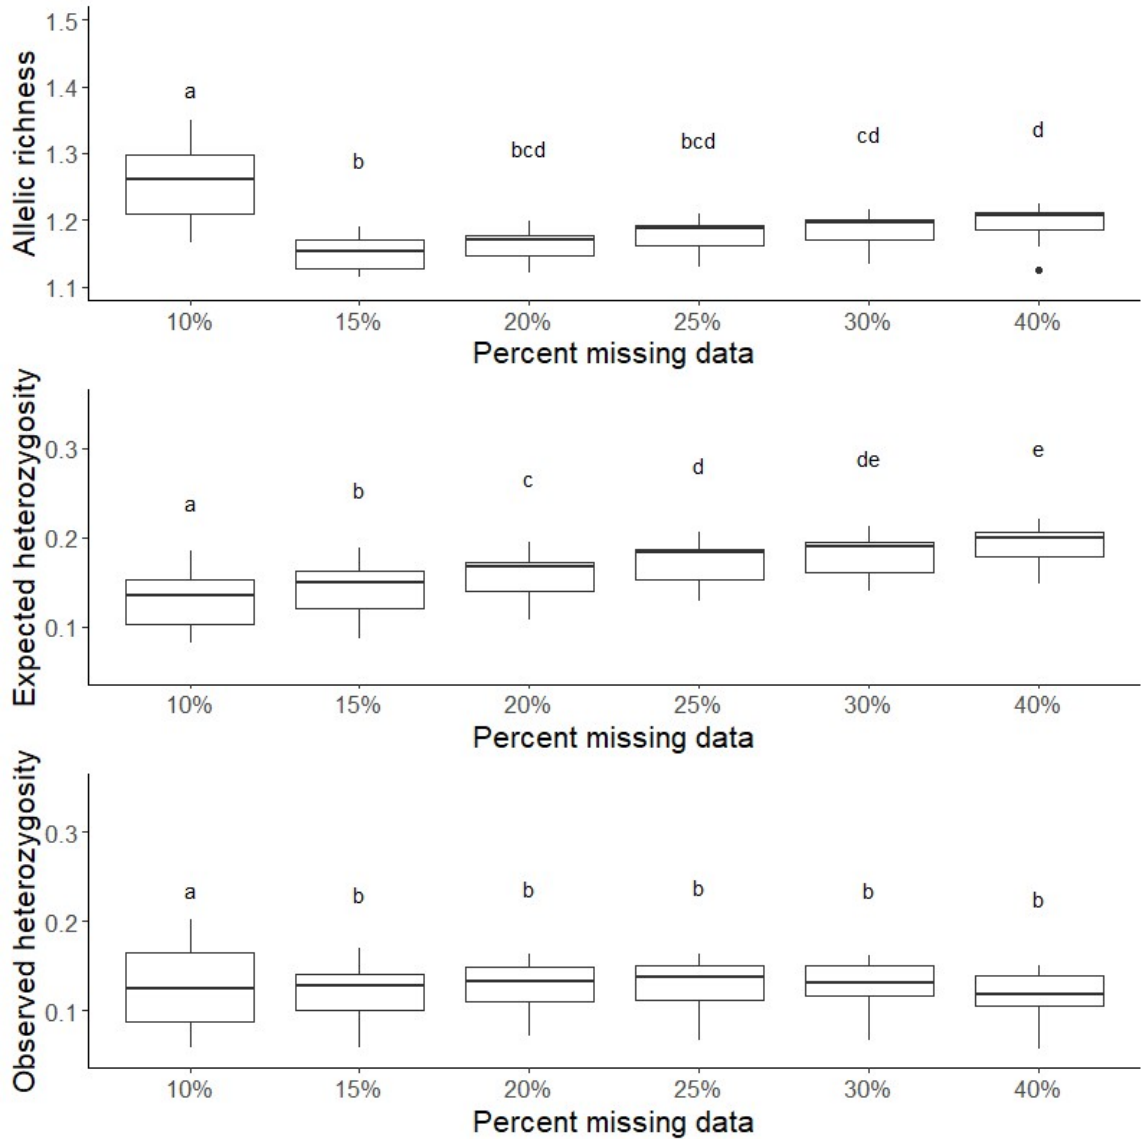 Allelic richness
1.5
1.4
1.3
1.2
1.1
a
b
bcd
bcd
cd
d
10% 15% 20% 25% 30% 40%
Percent missing data
Expected heterozygosity
0.3
0.2
0.1
a
b
c
d
de
e
10% 15% 20% 25% 30% 40%
Percent missing data
Observed heterozygosity
0.3
0.2
0.1
a
b
b
b
b
b
10% 15% 20% 25% 30% 40%
Percent missing data